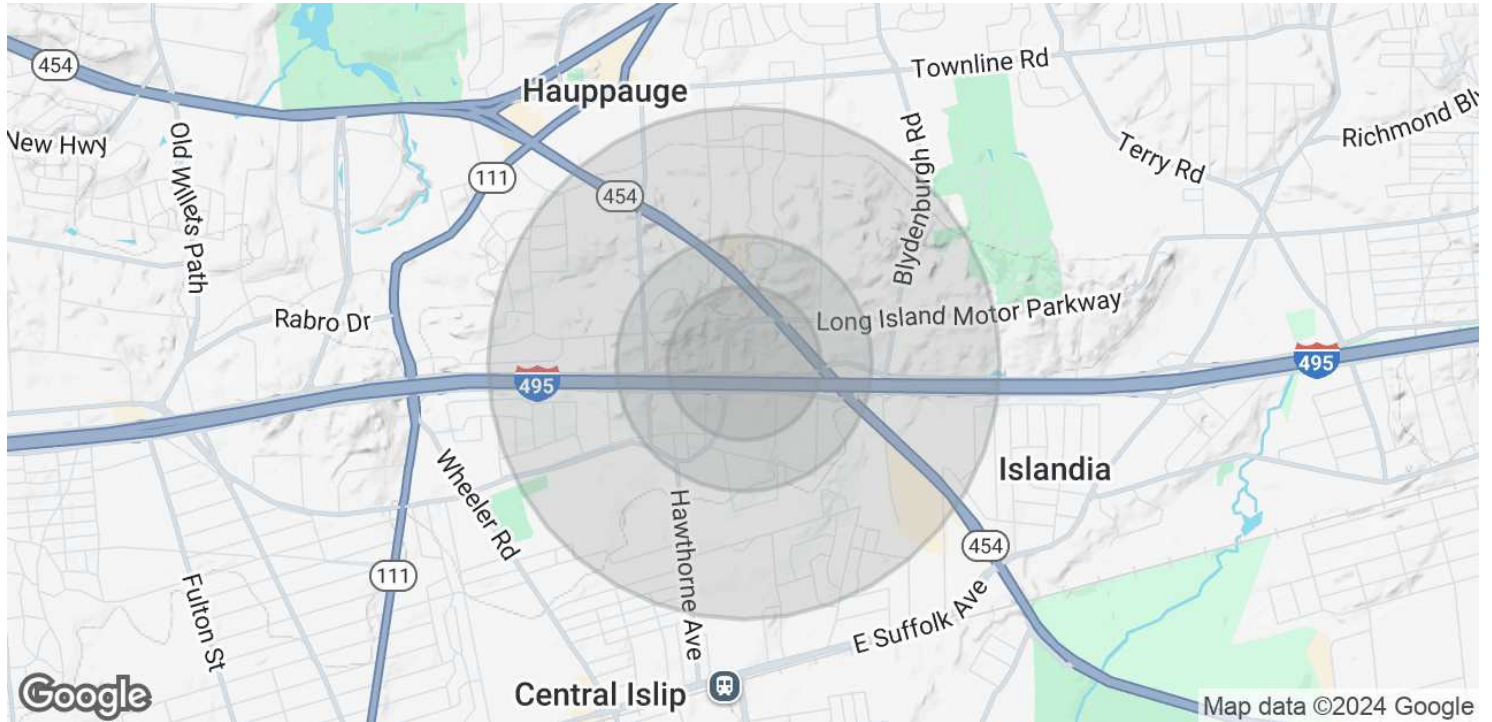 454
Hauppauge
Townline Rd
New Hwy
Old Willets Path
111
454
Blydenburgh Rd
Terry Rd
Richmond Blv
Rabro Dr
Long Island Motor Parkway
495
495
Wheeler Rd
Hawthorne Ave
Islandia
454
111
Fulton St
E Suffolk Ave
Central Islip
Google
Map data ©2024 Google